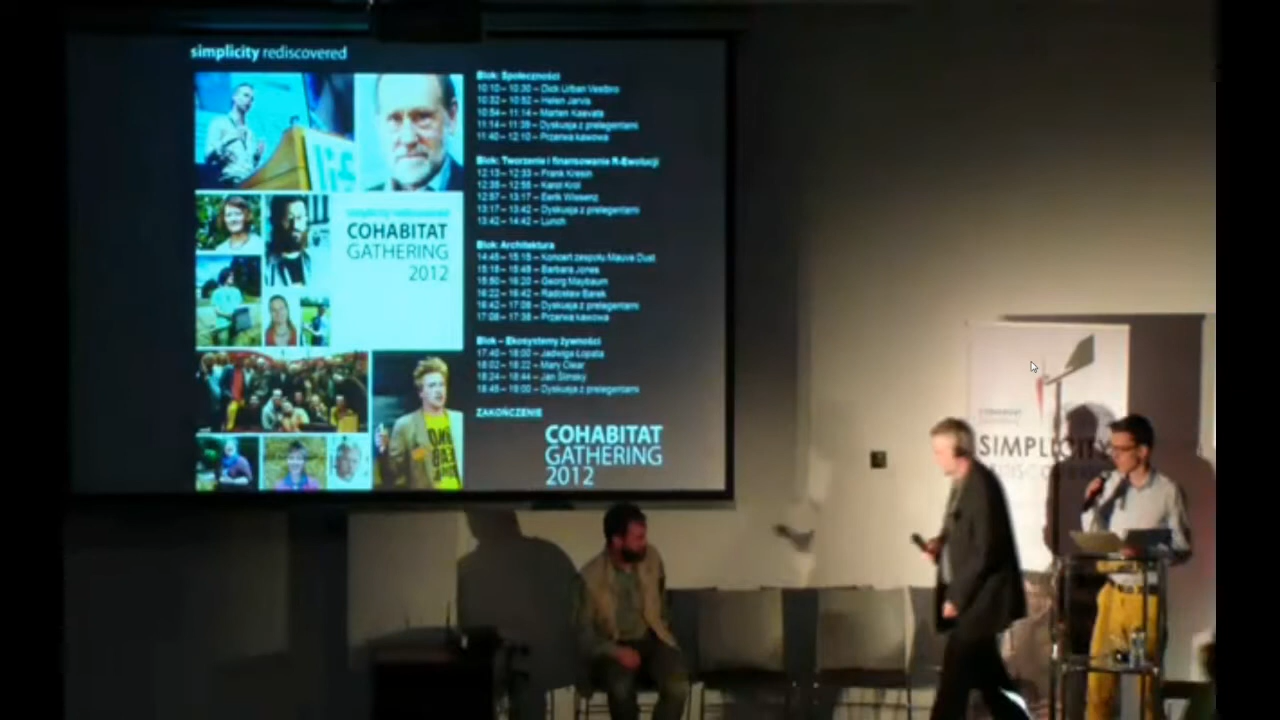 simplicity rediscovered
Blok: Społeczności
10:10 – 10:30 – Dick Urban Vestbro
10:32 – 10:52 – Helen Jarvis
10:54 – 11:14 – Marten Kaevats
11:14 – 11:39 – Dyskusja z prelegentami
11:40 – 12:10 – Przerwa kawowa
Blok: Tworzenie i finansowanie R-Ewolucji
12:13 – 12:33 – Frank Kresin
12:35 – 12:55 – Karol Król
12:57 – 13:17 – Eerik Wissenz
13:17 – 13:42 – Dyskusja z prelegentami
13:42 – 14:42 – Lunch
Blok: Architektura
14:45 – 15:15 – Koncert zespołu Mauve Dust
15:18 – 15:48 – Barbara Jones
15:50 – 16:20 – Gernot Maybaum
16:22 – 16:42 – Radosław Barek
16:42 – 17:08 – Dyskusja z prelegentami
17:08 – 17:38 – Przerwa kawowa
Blok – Ekosystemy żywności
17:40 – 18:00 – Jadwiga Łopata
18:02 – 18:22 – Mary Clear
18:24 – 18:44 – Jan
18:45 – 19:00 – Dyskusja z prelegentami
ZAKOŃCZENIE
COHABITAT
GATHERING
2012
simplicity rediscovered
COHABITAT
GATHERING
2012
SIMPLICITY